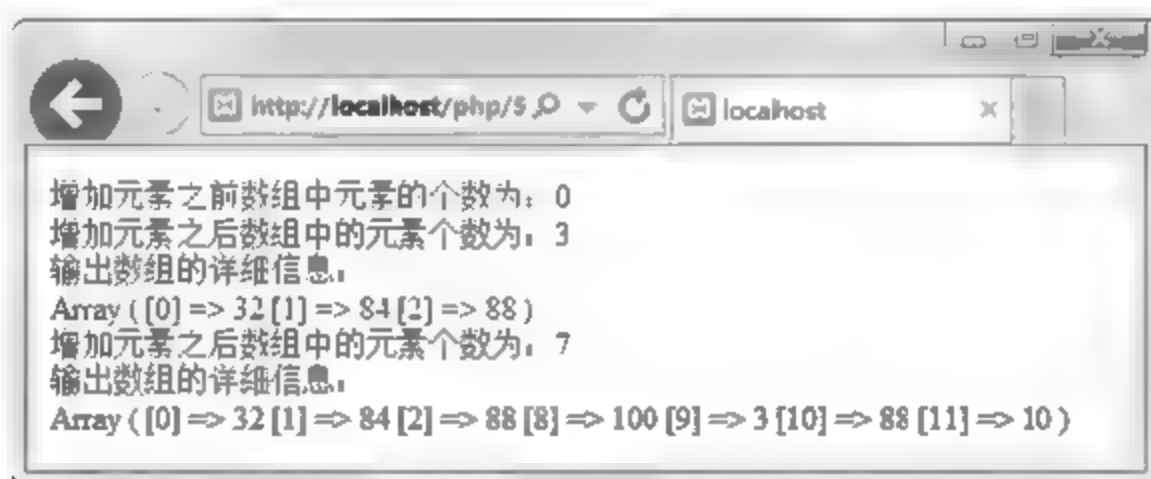 http://localhost/php/5
localhost
增加元素之前数组中元素的个数为：0
增加元素之后数组中的元素个数为：3
输出数组的详细信息：
Array ( [0] => 32 [1] => 84 [2] => 88 )
增加元素之后数组中的元素个数为：7
输出数组的详细信息：
Array ( [0] => 32 [1] => 84 [2] => 88 [8] => 100 [9] => 3 [10] => 88 [11] => 10 )